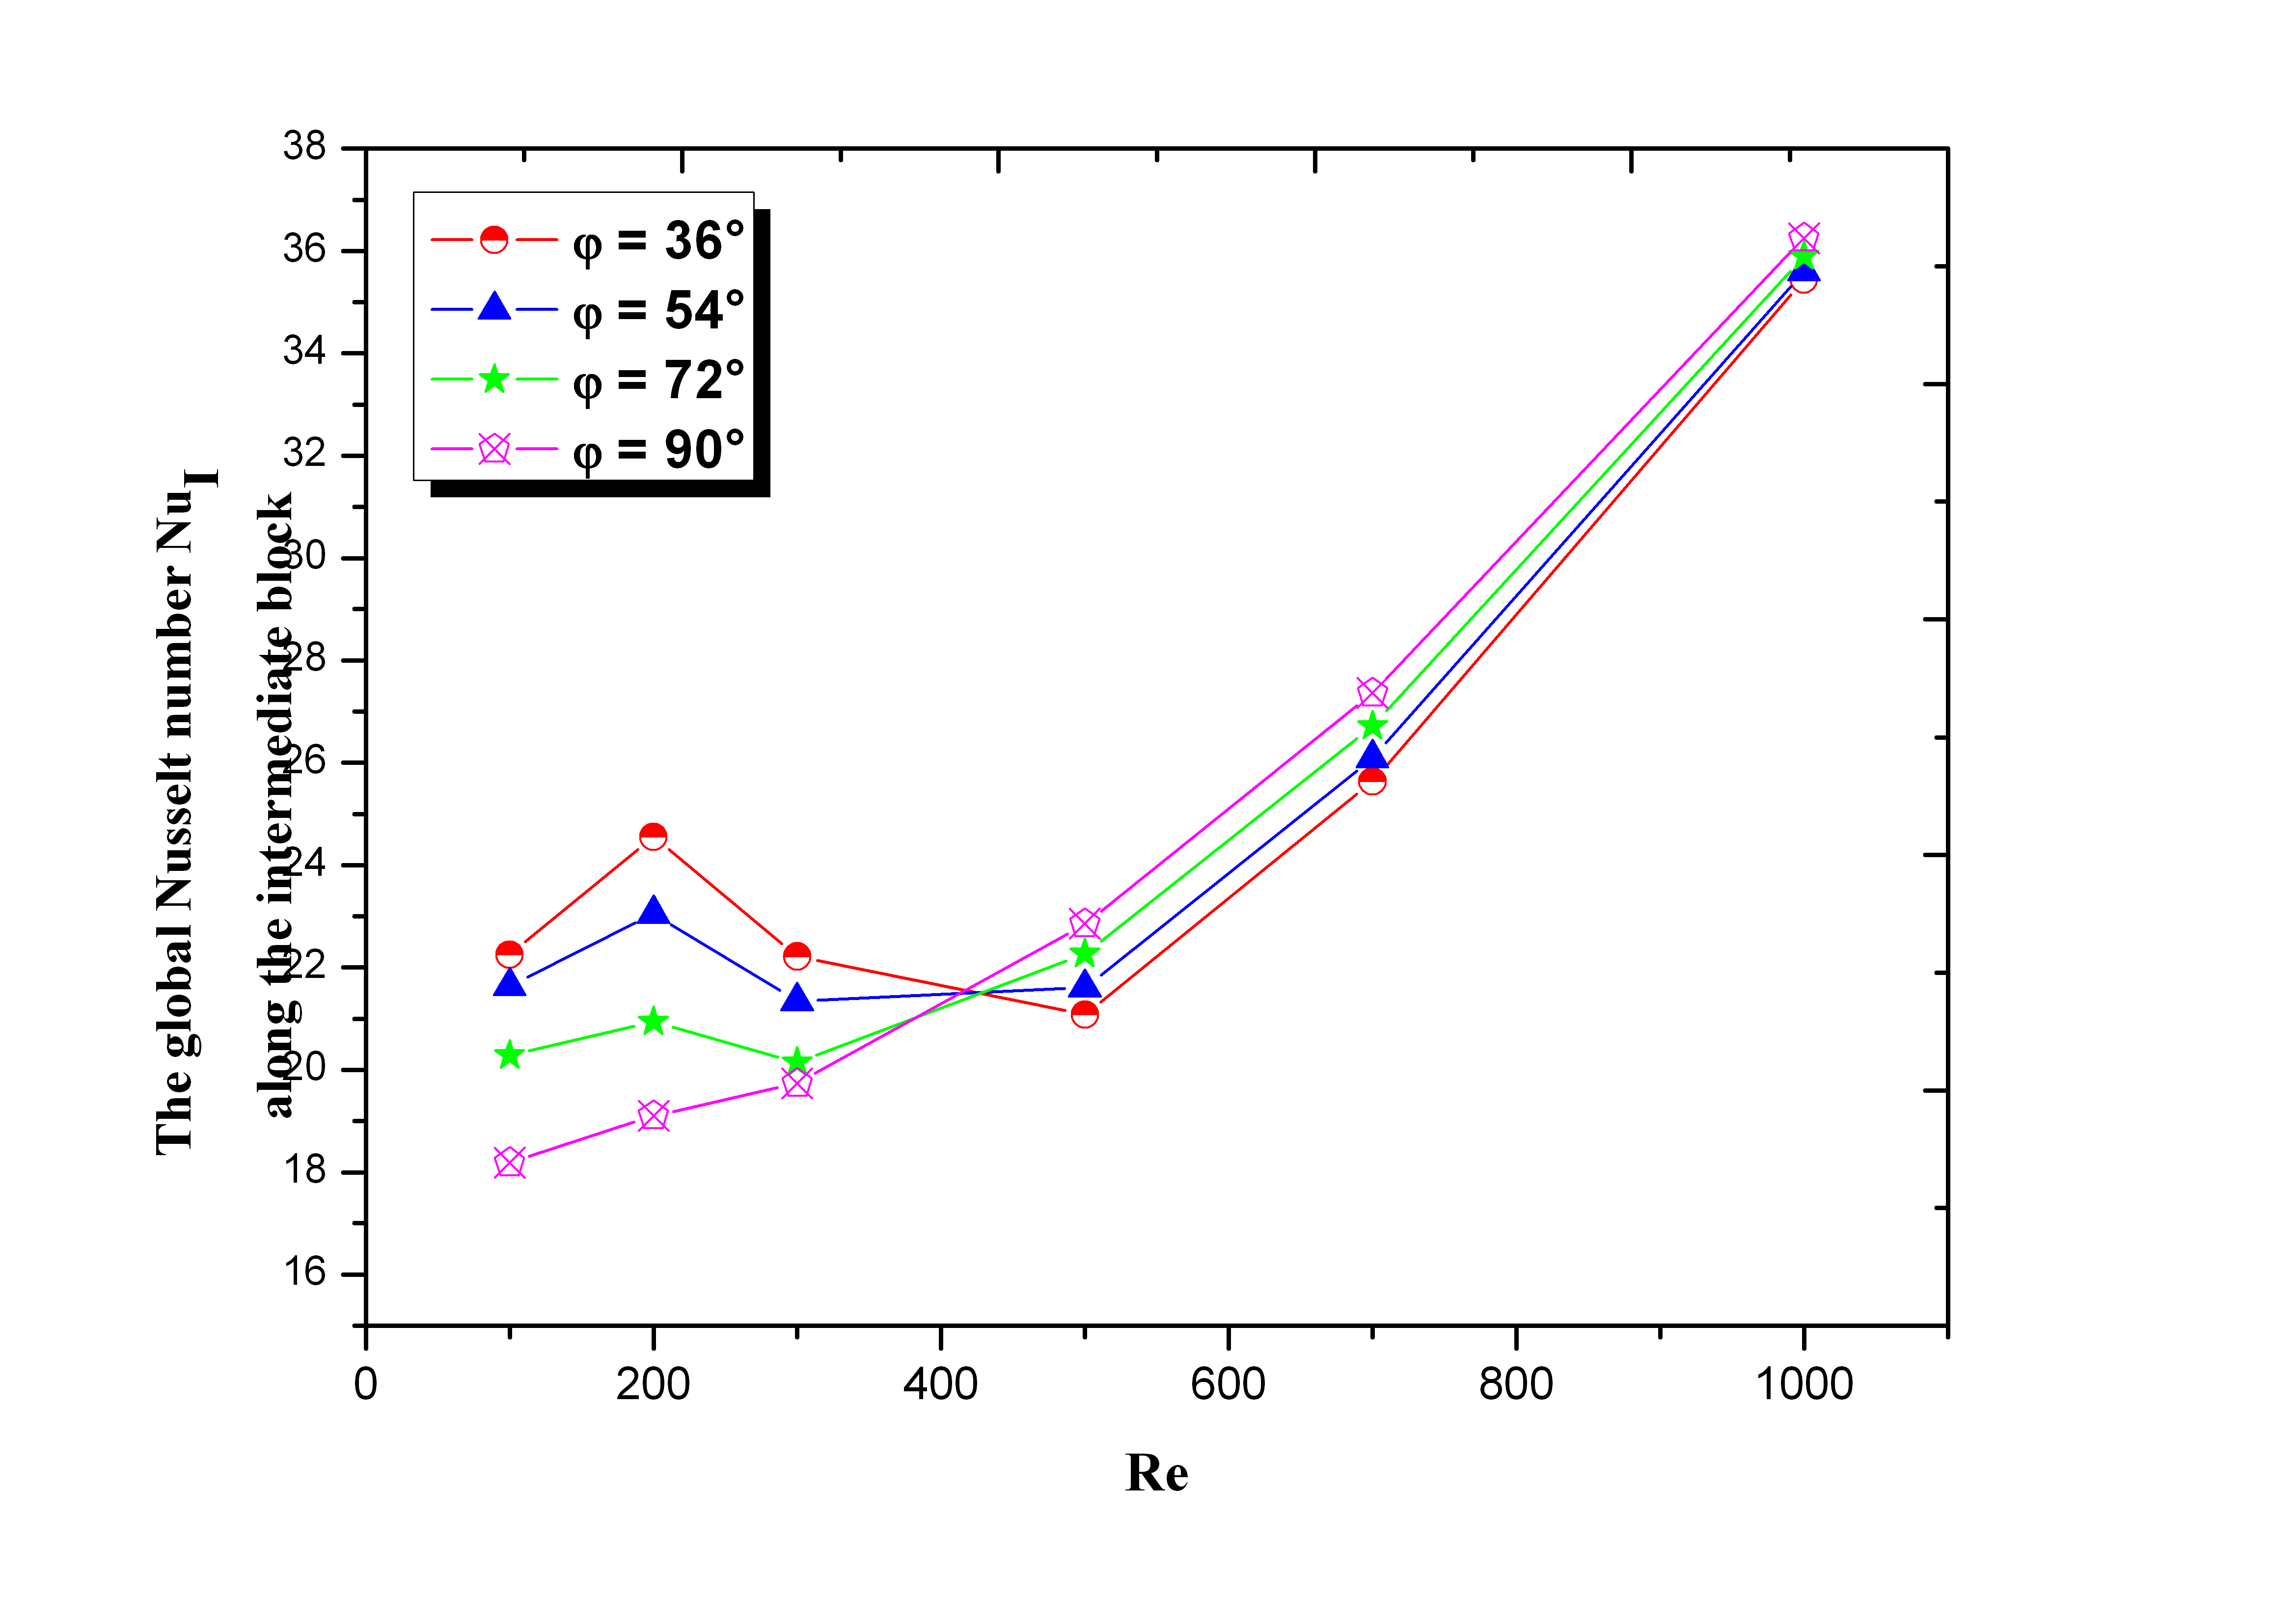 The global Nusselt number Nu_I
along the intermediate block
38
36
34
32
30
28
26
24
22
20
18
16
φ = 36°
φ = 54°
φ = 72°
φ = 90°
0 200 400 600 800 1000
Re